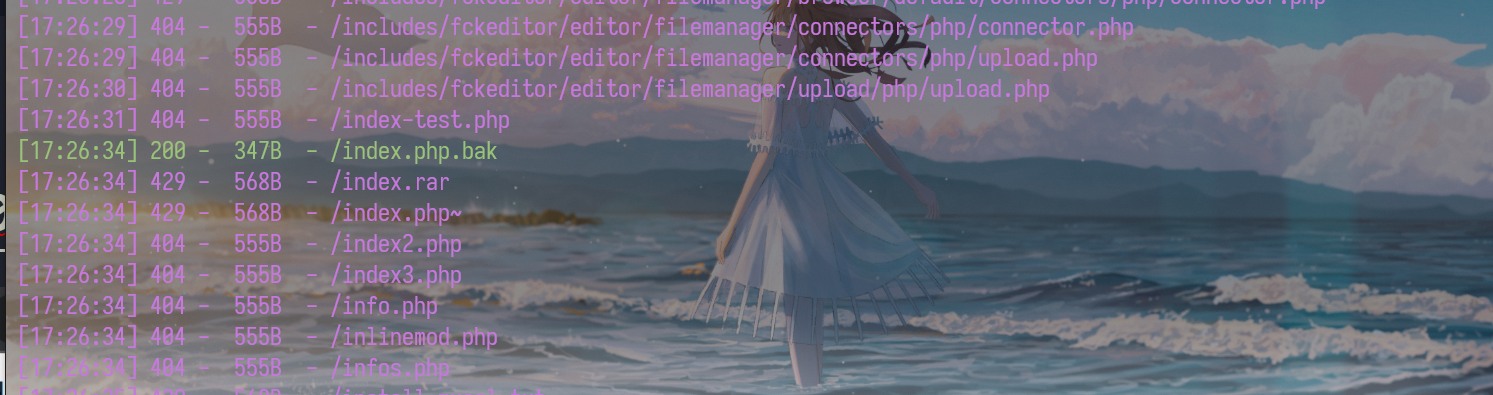 [17:26:29] 404 -  555B  - /includes/fckeditor/editor/filemanager/connectors/php/connector.php
[17:26:29] 404 -  555B  - /includes/fckeditor/editor/filemanager/connectors/php/upload.php
[17:26:30] 404 -  555B  - /includes/fckeditor/editor/filemanager/upload/php/upload.php
[17:26:31] 404 -  555B  - /index-test.php
[17:26:34] 200 -  347B  - /index.php.bak
[17:26:34] 429 -  568B  - /index.rar
[17:26:34] 429 -  568B  - /index.php~
[17:26:34] 404 -  555B  - /index2.php
[17:26:34] 404 -  555B  - /index3.php
[17:26:34] 404 -  555B  - /info.php
[17:26:34] 404 -  555B  - /inlinemod.php
[17:26:34] 404 -  555B  - /infos.php